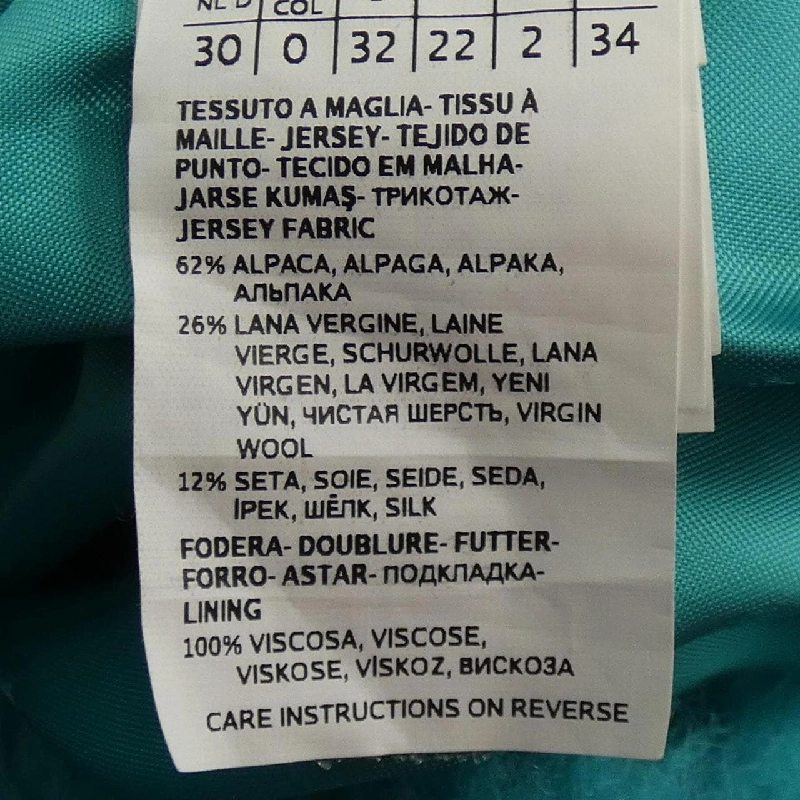 NL D COL
30 0 32 22 2 34
TESSUTO A MAGLIA- TISSU À
MAILLE- JERSEY- TEJIDO DE
PUNTO- TECIDO EM MALHA-
JARSE KUMAŞ- ТРИКОТАЖ-
JERSEY FABRIC
62% ALPACA, ALPAGA, ALPAKA,
АЛЬПАКА
26% LANA VERGINE, LAINE
VIERGE, SCHURWOLLE, LANA
VIRGEN, LA VIRGEM, YENI
YÜN, ЧИСТАЯ ШЕРСТЬ, VIRGIN
WOOL
12% SETA, SOIE, SEIDE, SEDA,
İPEK, ШЁЛК, SILK
FODERA- DOUBLURE- FUTTER-
FORRO- ASTAR- ПОДКЛАДКА-
LINING
100% VISCOSA, VISCOSE,
VISKOSE, VİSKOZ, ВИСКОЗА
CARE INSTRUCTIONS ON REVERSE